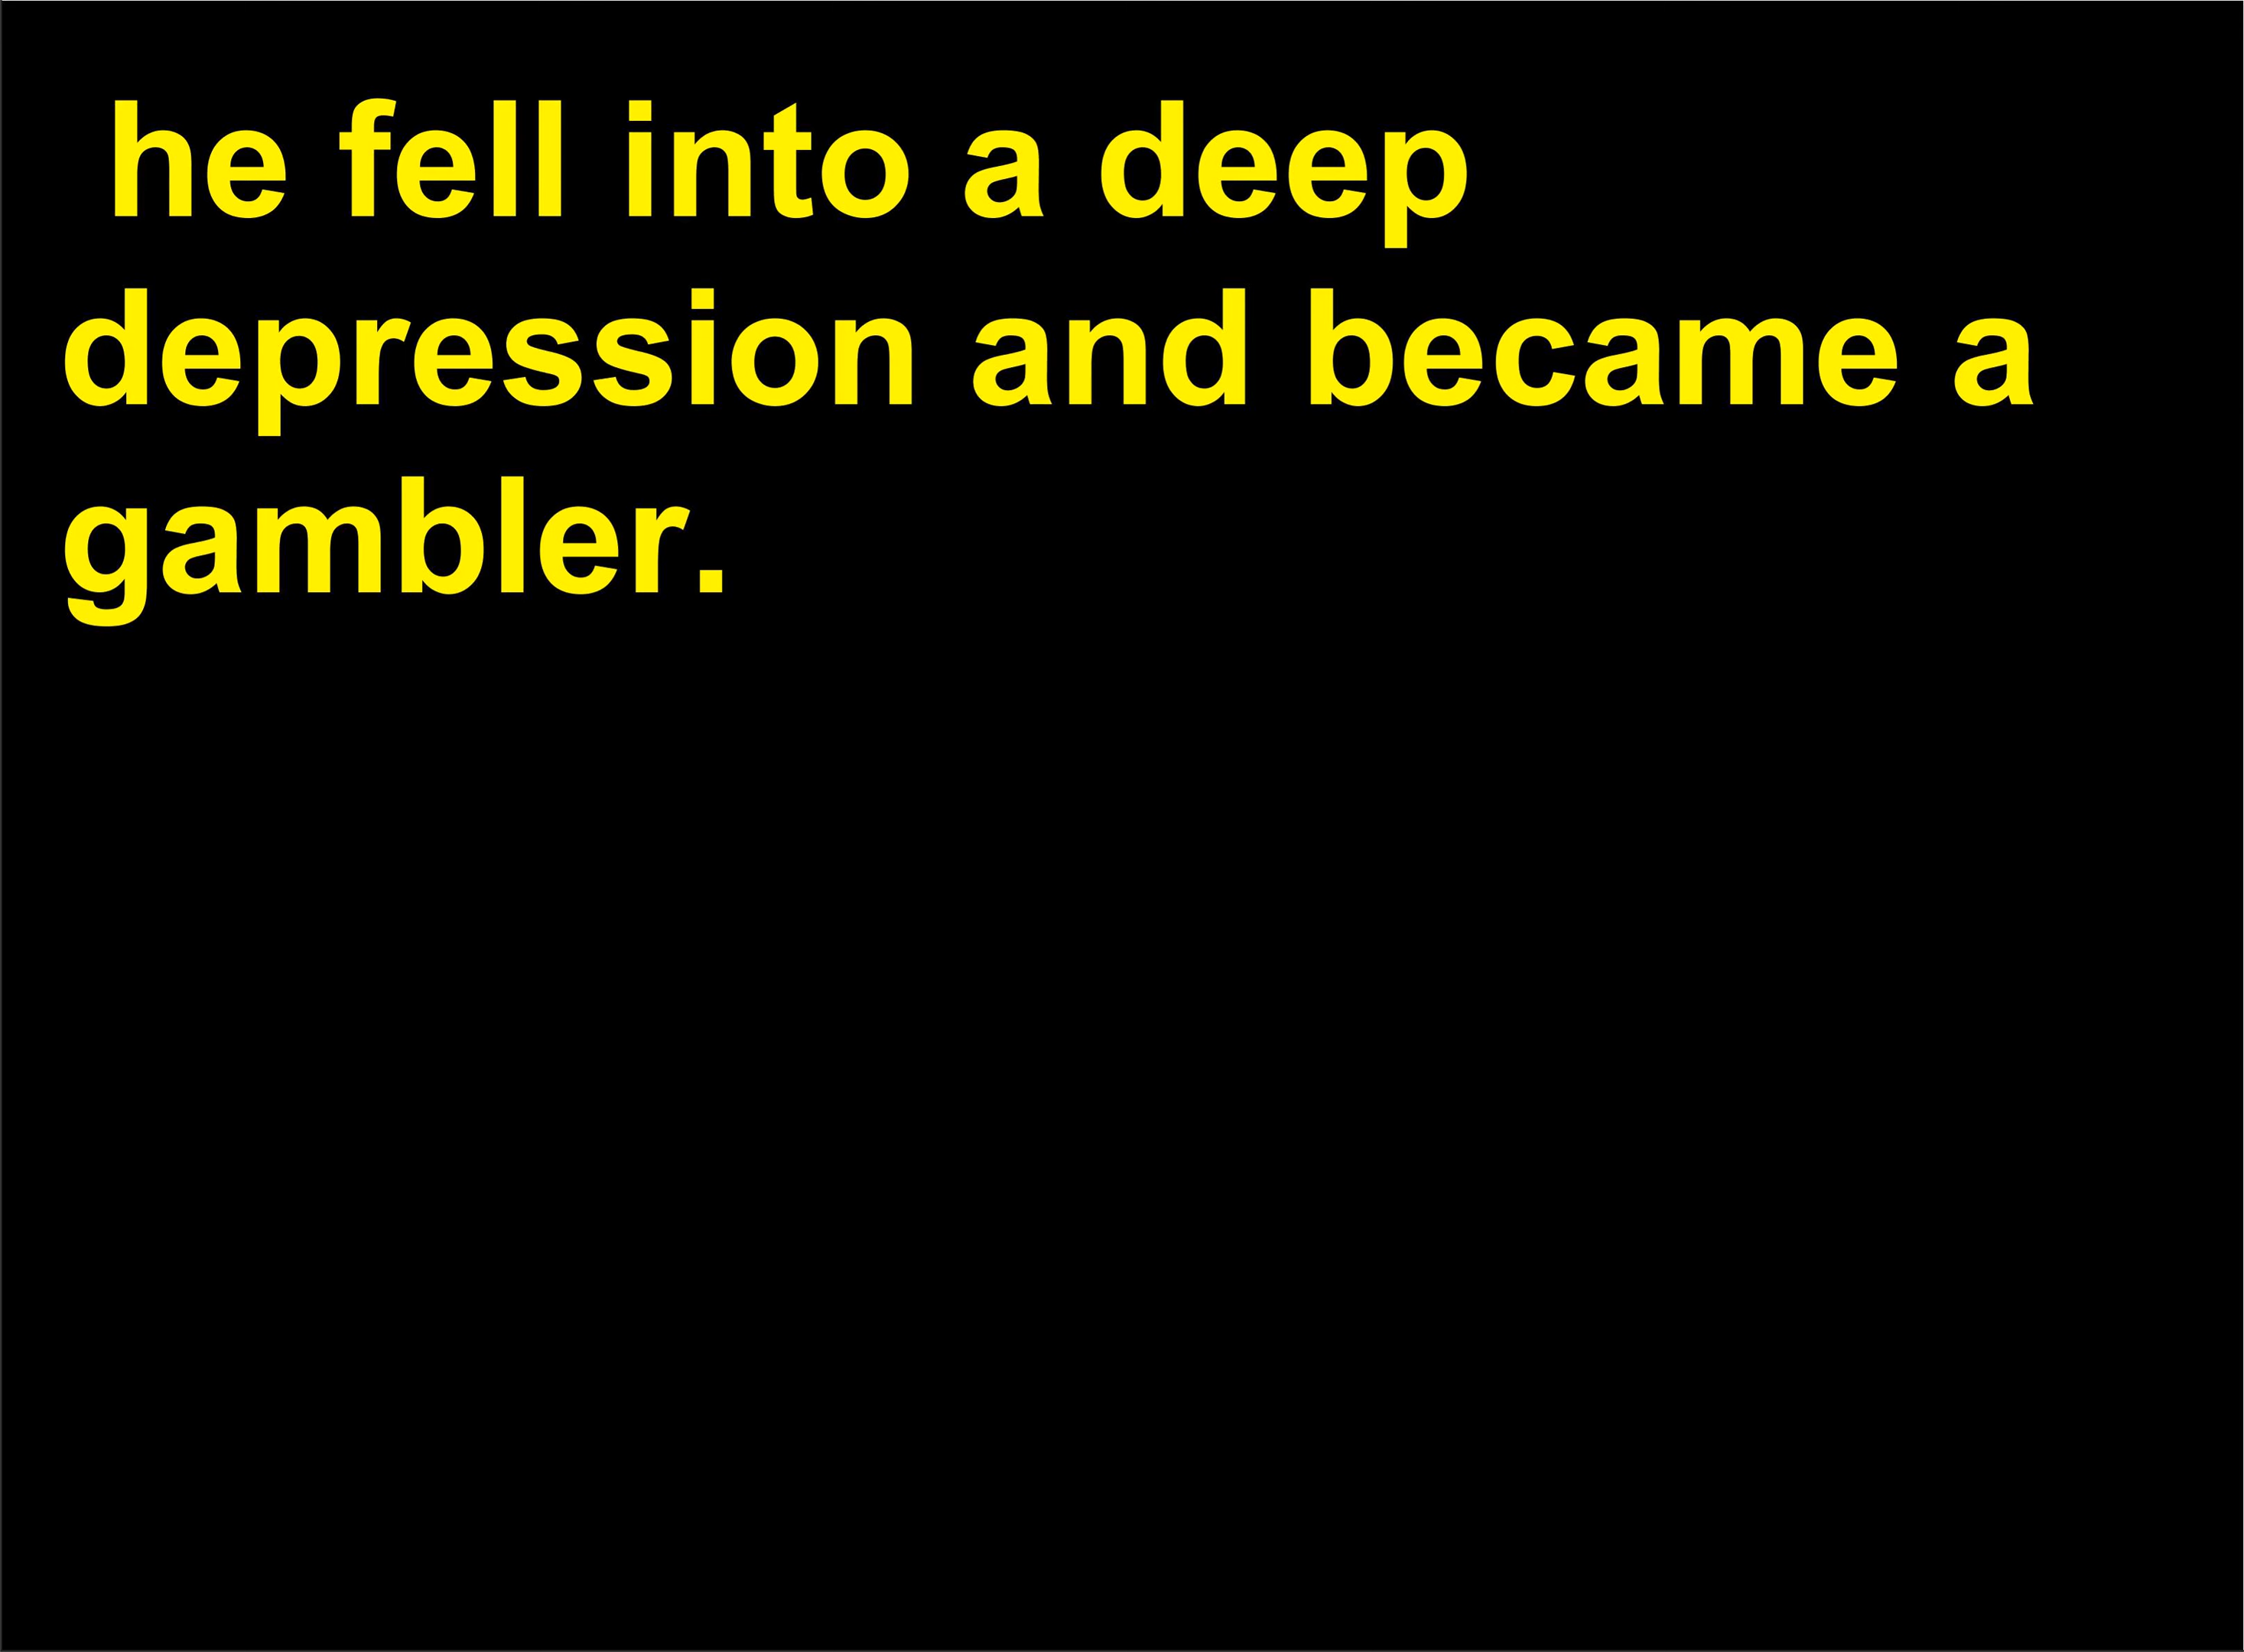 he fell into a deep
depression and became a
gambler.